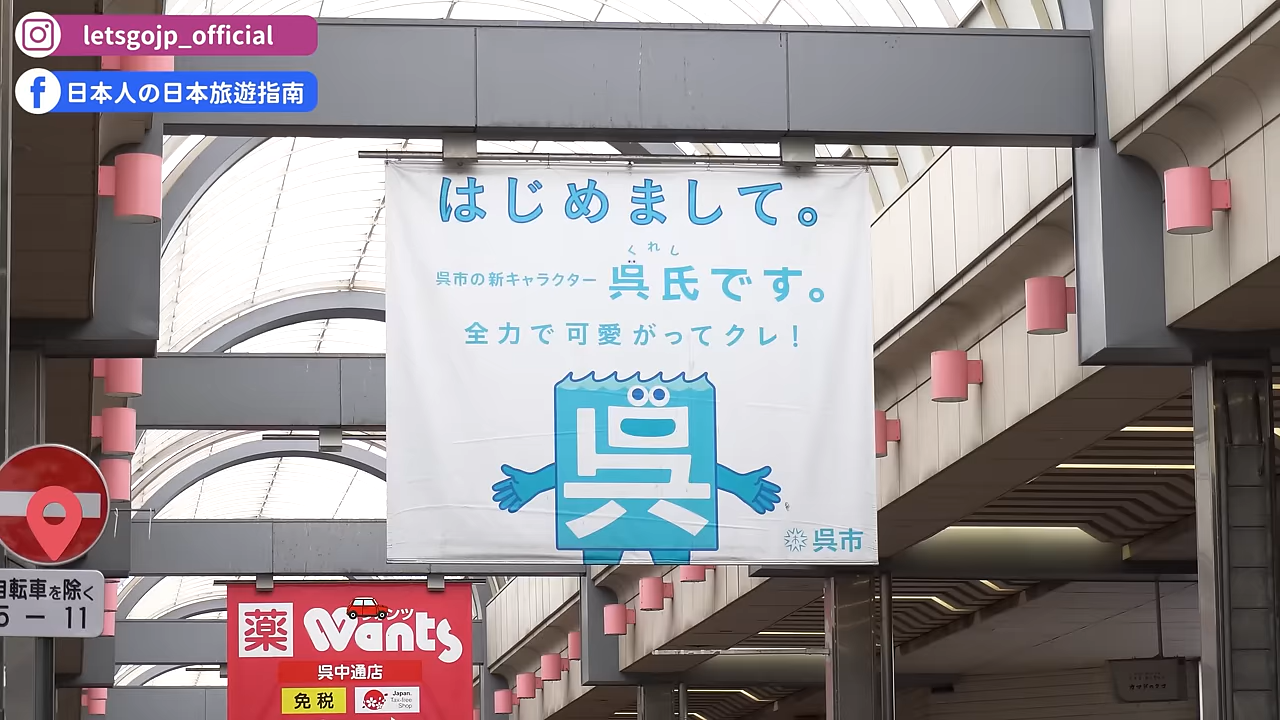 letsgojp_official
日本人の日本旅遊指南
はじめまして。
くれし
呉市の新キャラクター 呉氏です。
全力で可愛がってクレ！
呉
呉市
自転車を除く
5 － 11
薬 Wants
呉中通店
免税 Japan. Tax-free Shop